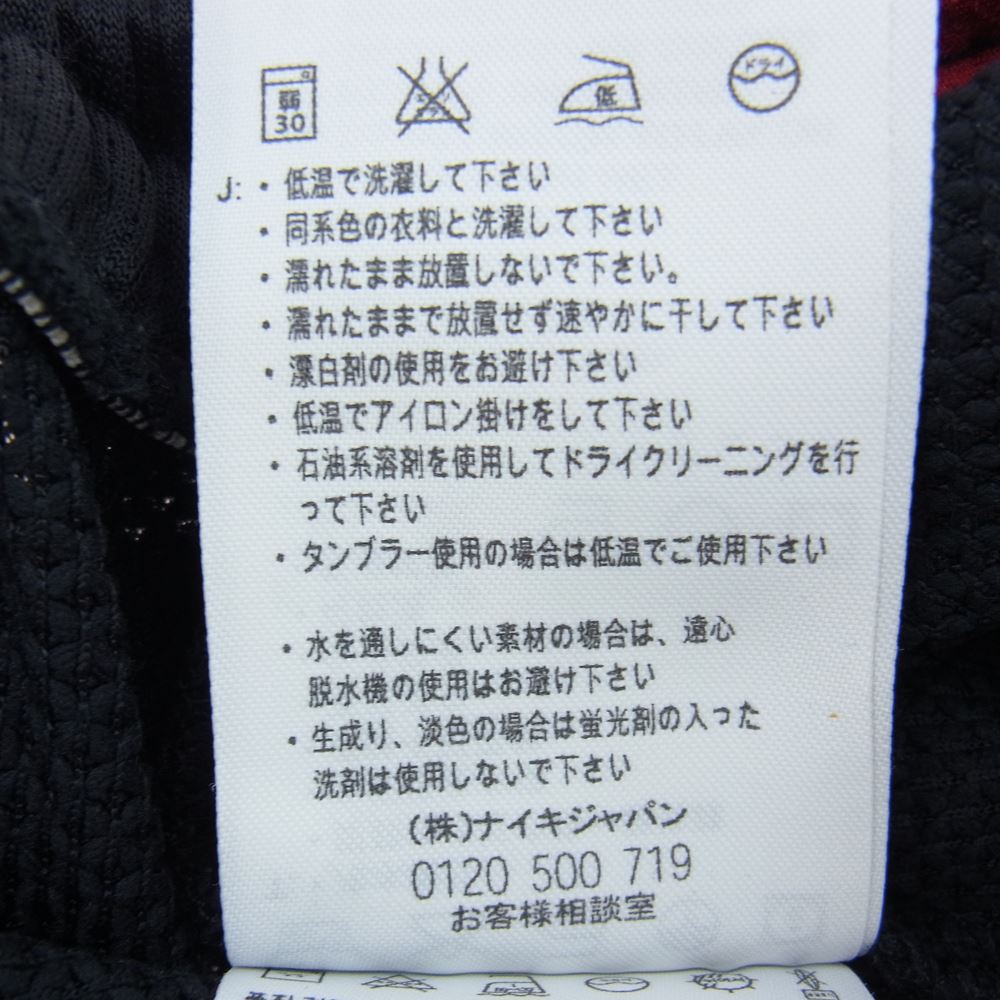 弱
30
低
ドライ
J: ・低温で洗濯して下さい
・同系色の衣料と洗濯して下さい
・濡れたまま放置しないで下さい。
・濡れたままで放置せず速やかに干して下さい
・漂白剤の使用をお避け下さい
・低温でアイロン掛けをして下さい
・石油系溶剤を使用してドライクリーニングを行
って下さい
・タンブラー使用の場合は低温でご使用下さい
・水を通しにくい素材の場合は、遠心
脱水機の使用はお避け下さい
・生成り、淡色の場合は蛍光剤の入った
洗剤は使用しないで下さい
(株)ナイキジャパン
0120 500 719
お客様相談室